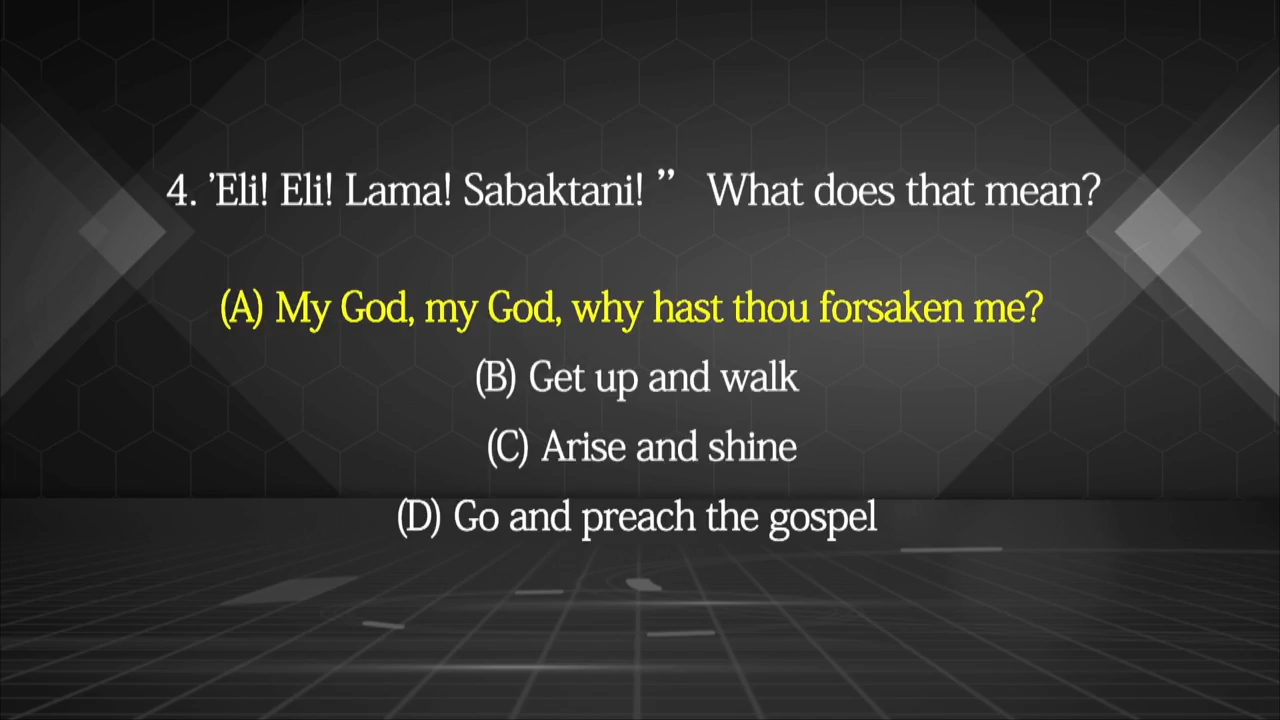 4. ’Eli! Eli! Lama! Sabaktani! ” What does that mean?
(A) My God, my God, why hast thou forsaken me?
(B) Get up and walk
(C) Arise and shine
(D) Go and preach the gospel